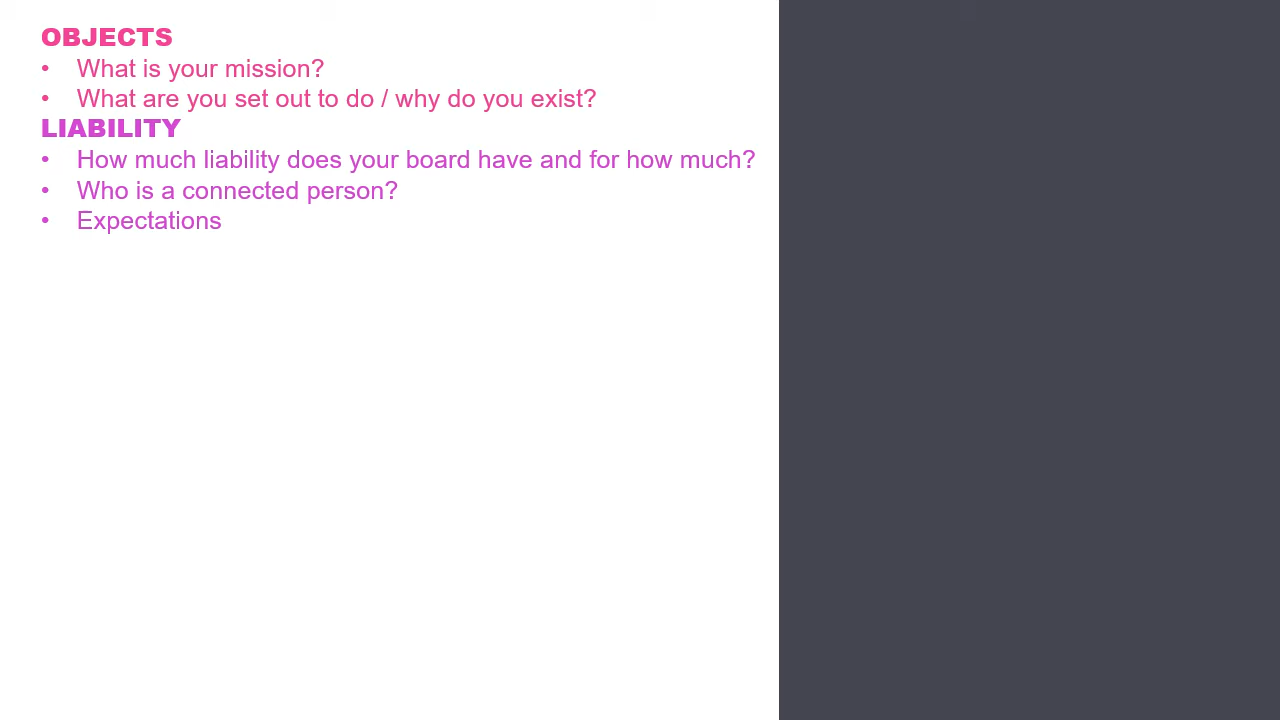 OBJECTS
• What is your mission?
• What are you set out to do / why do you exist?
LIABILITY
• How much liability does your board have and for how much?
• Who is a connected person?
• Expectations